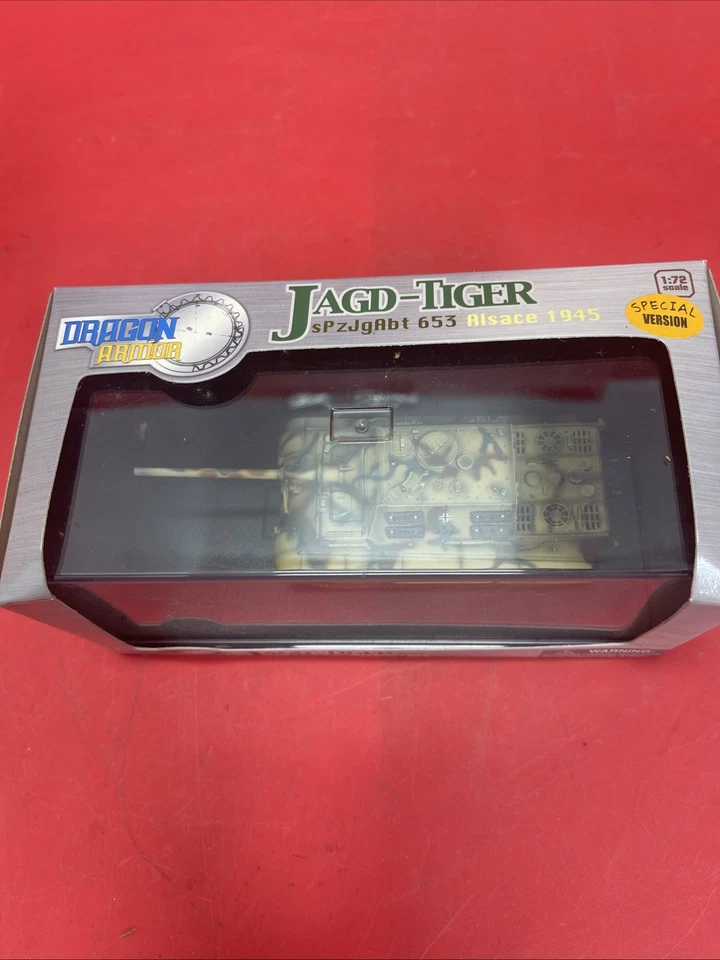 DRAGON
ARMOR
JAGD-TIGER
sPzJgAbt 653 Alsace 1945
1:72
scale
SPECIAL
VERSION
WARNING